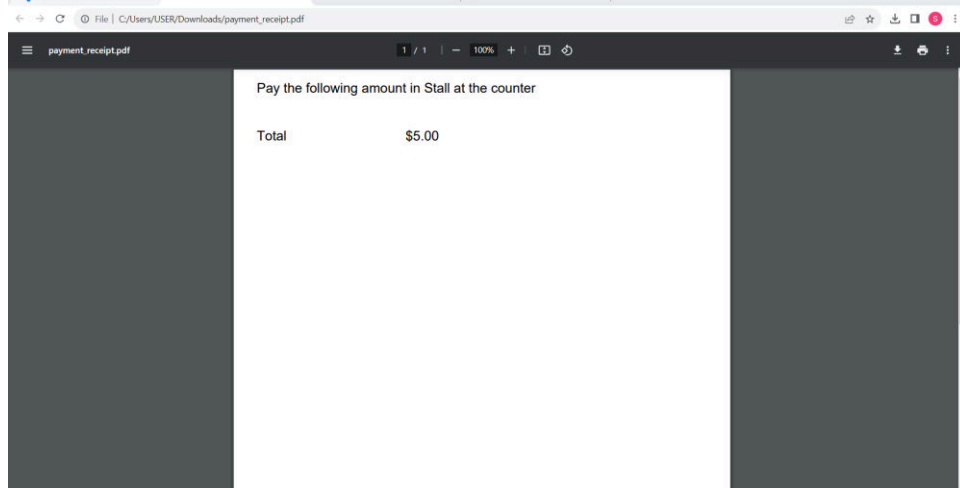 File | C:/Users/USER/Downloads/payment_receipt.pdf
S
payment_receipt.pdf
1 / 1
100%
Pay the following amount in Stall at the counter
Total $5.00